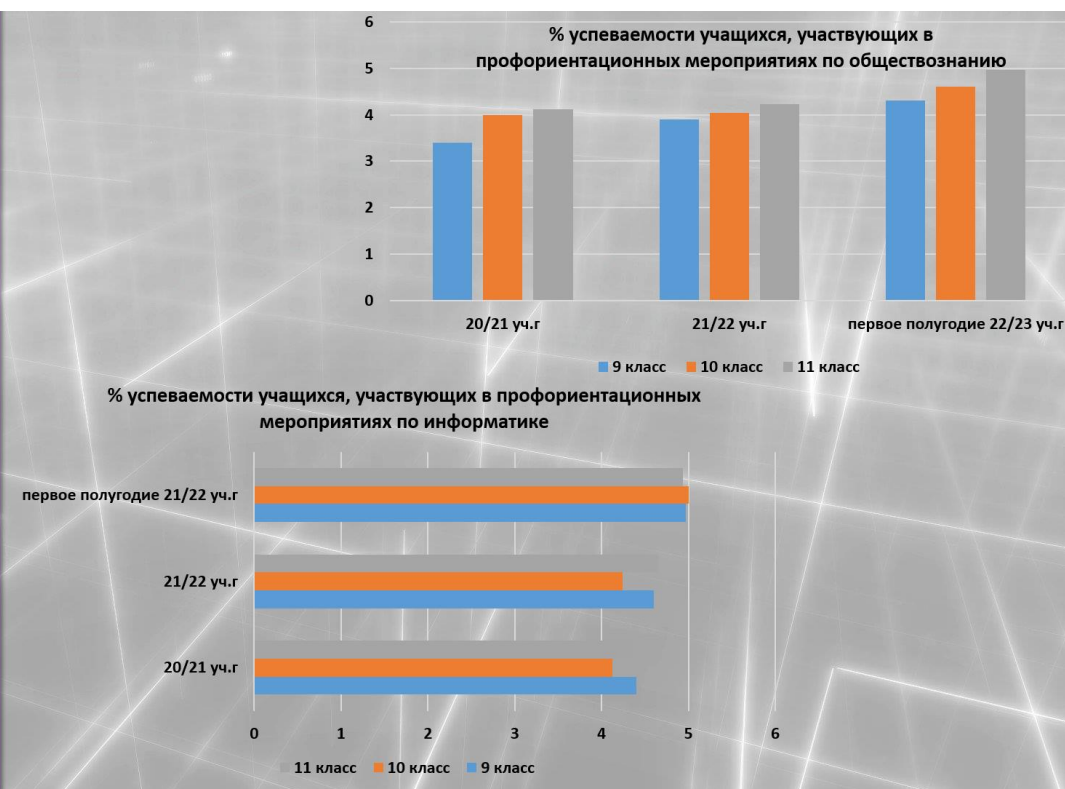 % успеваемости учащихся, участвующих в
профориентационных мероприятиях по обществознанию
6
5
4
3
2
1
0
20/21 уч.г
21/22 уч.г
первое полугодие 22/23 уч.г
9 класс
10 класс
11 класс
% успеваемости учащихся, участвующих в профориентационных
мероприятиях по информатике
первое полугодие 21/22 уч.г
21/22 уч.г
20/21 уч.г
0 1 2 3 4 5 6
11 класс
10 класс
9 класс